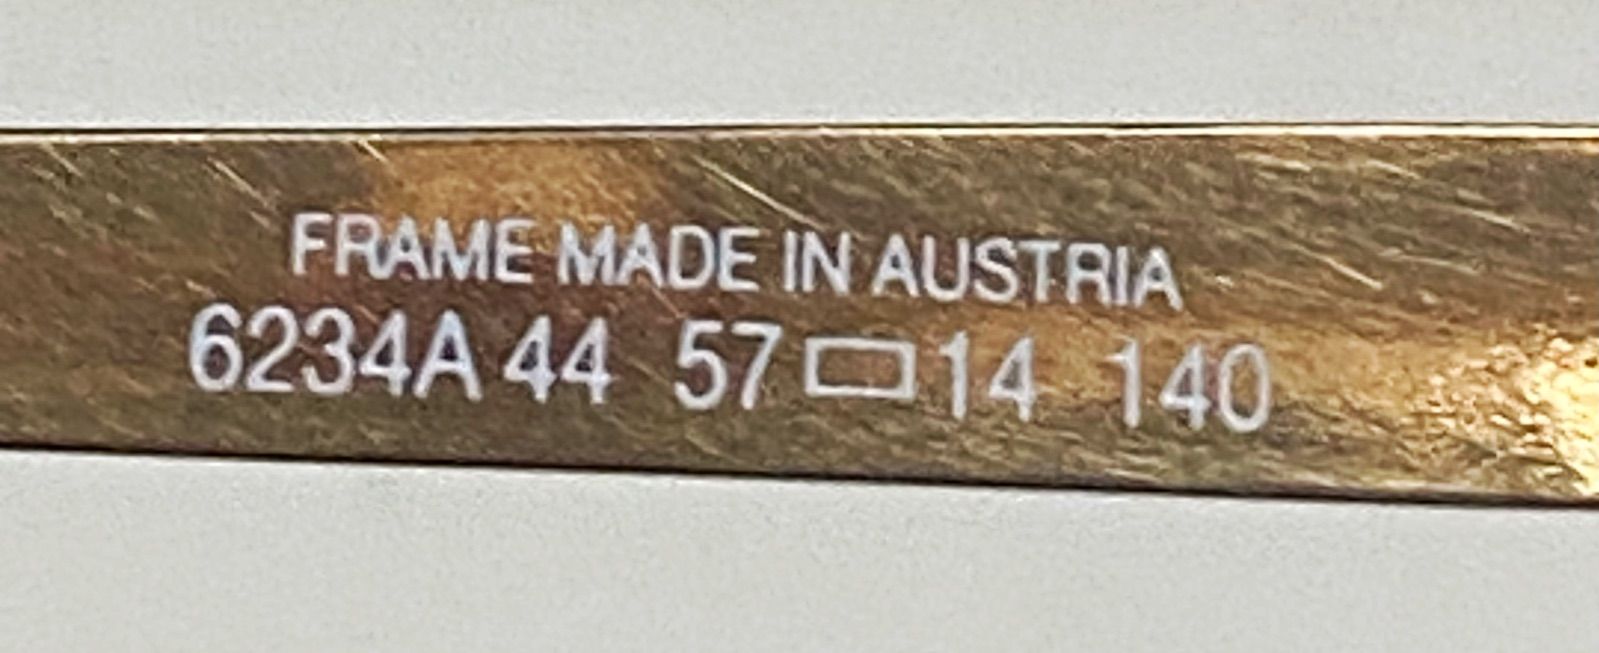 FRAME MADE IN AUSTRIA
6234A 44 57▭14 140